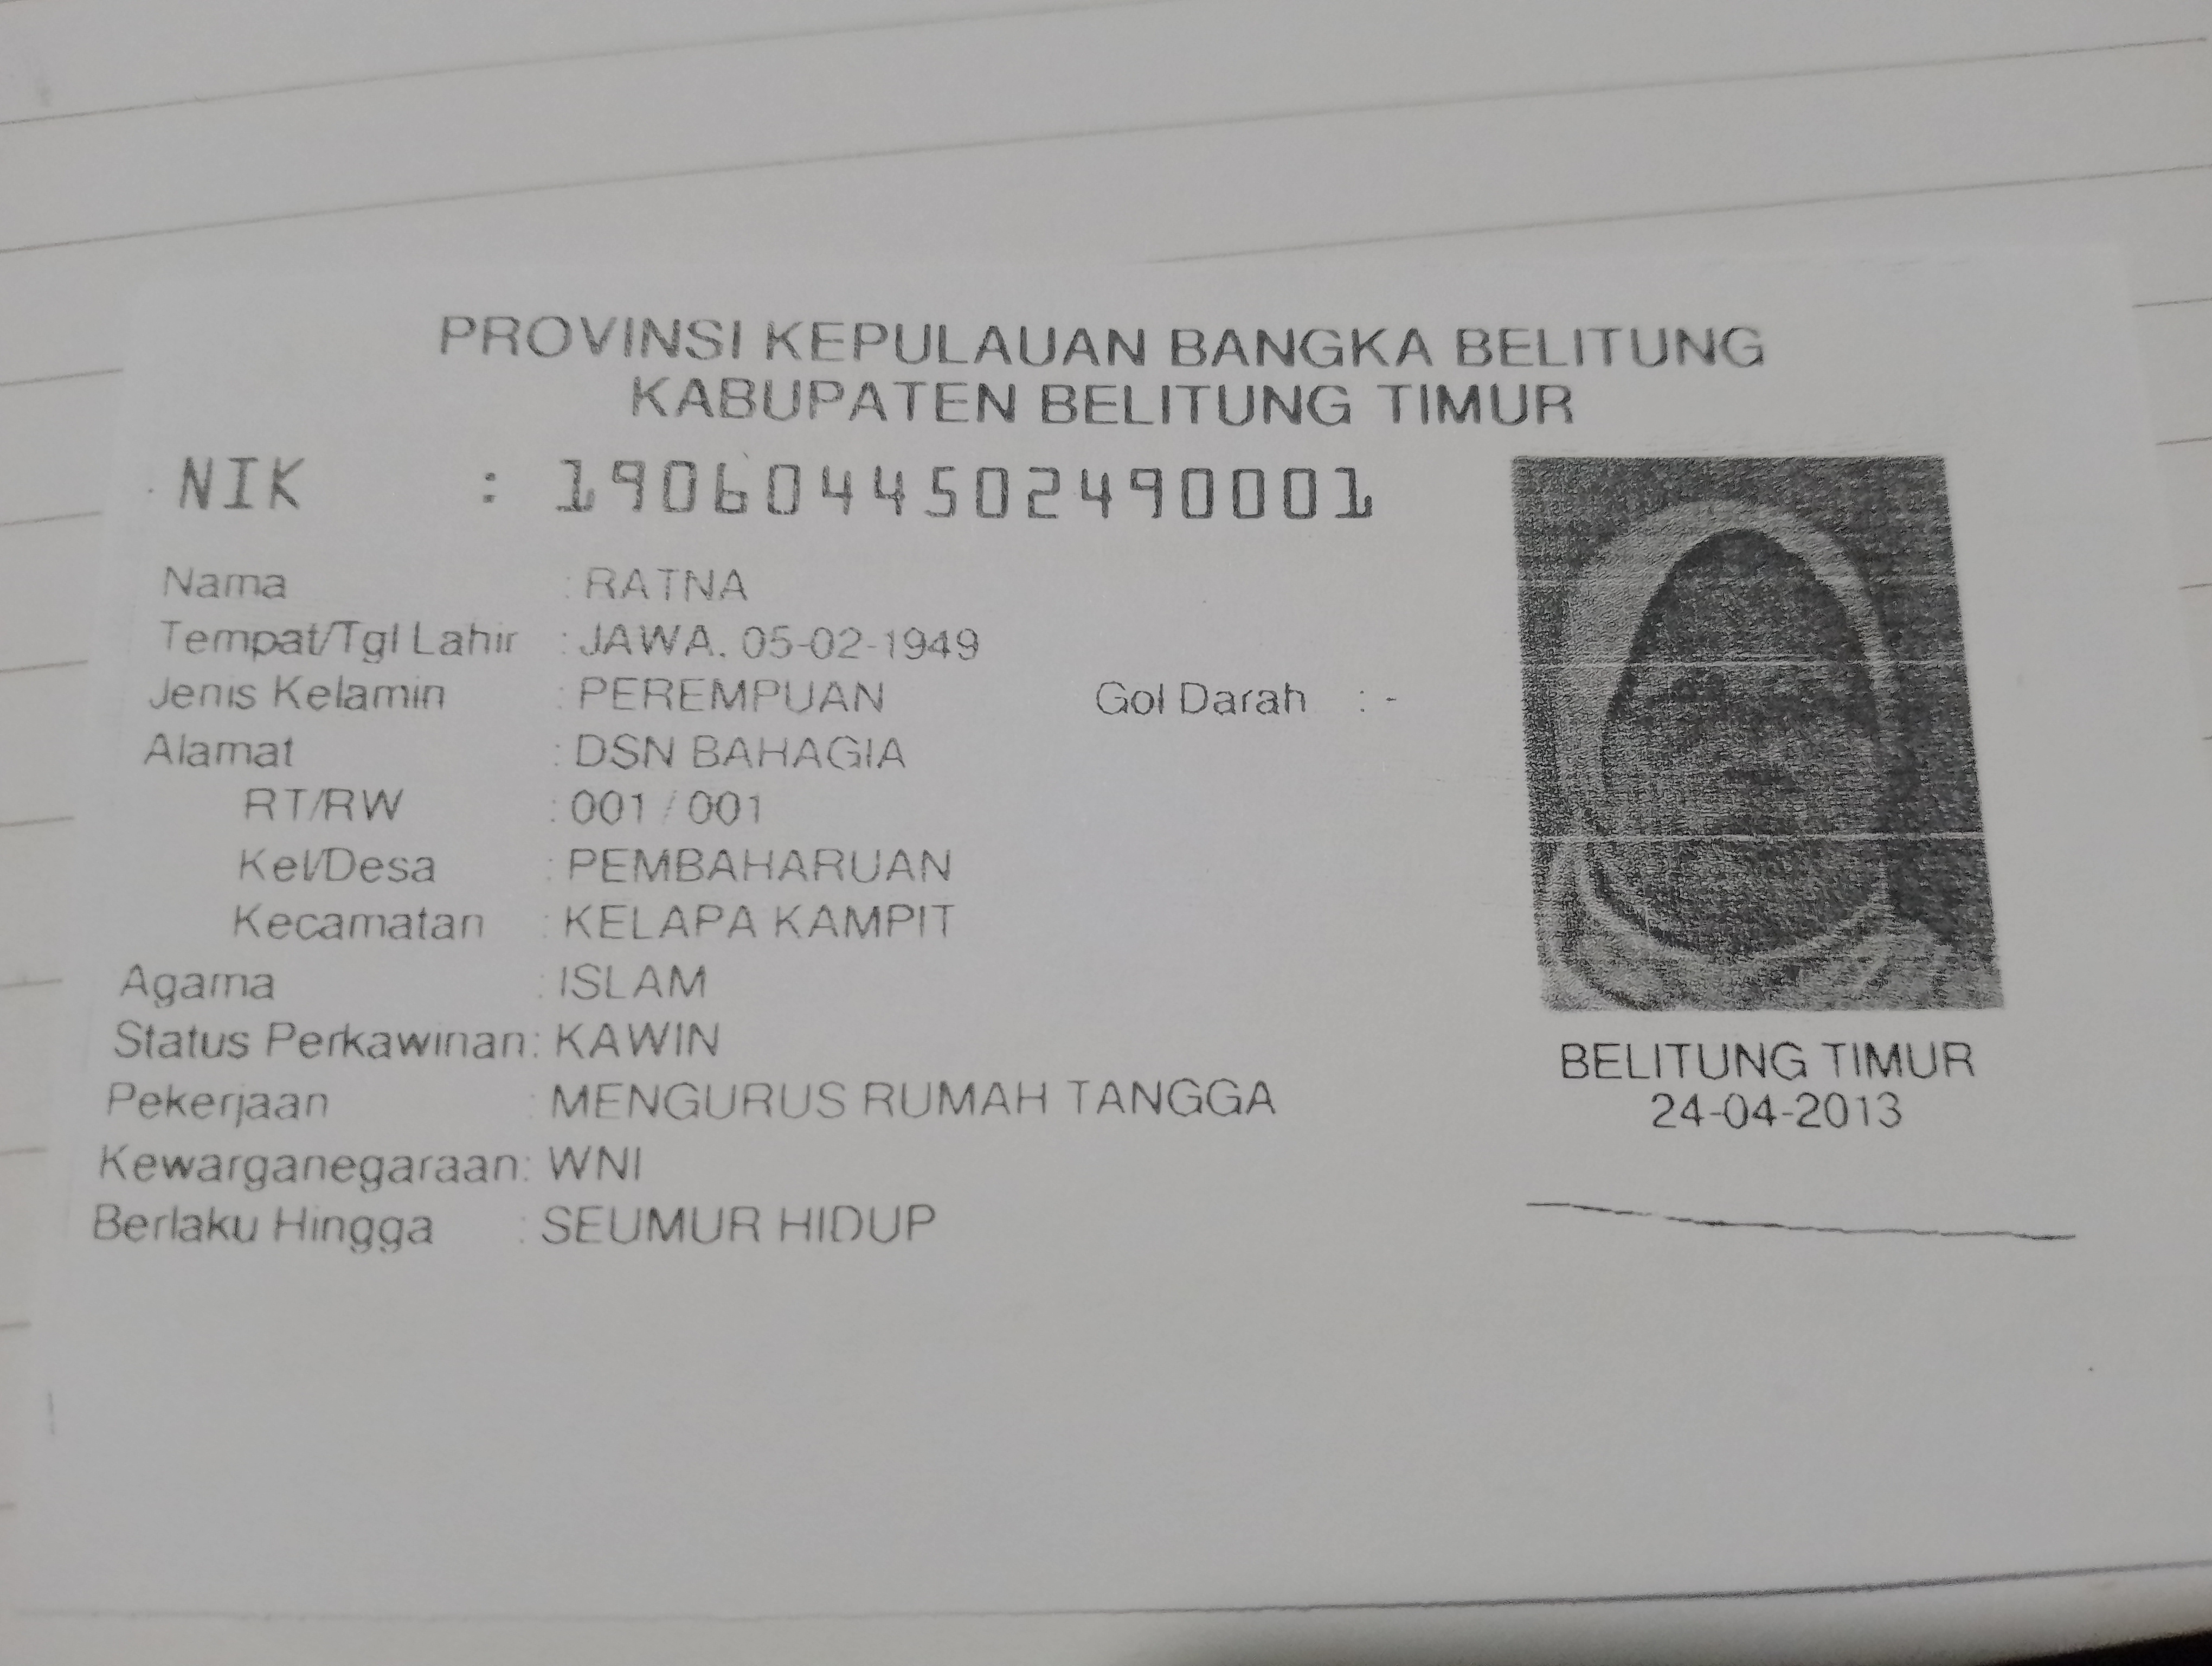 PROVINSI KEPULAUAN BANGKA BELITUNG
KABUPATEN BELITUNG TIMUR
NIK : 1906044502490001
Nama : RATNA
Tempat/Tgl Lahir : JAWA, 05-02-1949
Jenis Kelamin : PEREMPUAN Gol Darah : -
Alamat : DSN BAHAGIA
RT/RW : 001 / 001
Kel/Desa : PEMBAHARUAN
Kecamatan : KELAPA KAMPIT
Agama : ISLAM
Status Perkawinan: KAWIN
Pekerjaan : MENGURUS RUMAH TANGGA
Kewarganegaraan: WNI
Berlaku Hingga : SEUMUR HIDUP
BELITUNG TIMUR
24-04-2013